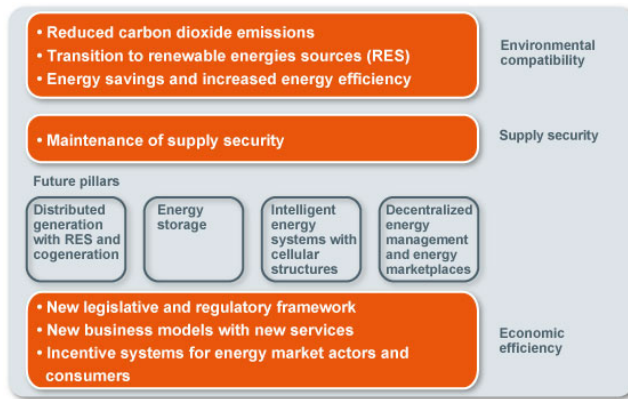 • Reduced carbon dioxide emissions
• Transition to renewable energies sources (RES)
• Energy savings and increased energy efficiency
Environmental
compatibility
• Maintenance of supply security
Supply security
Future pillars
Distributed
generation
with RES and
cogeneration
Energy
storage
Intelligent
energy
systems with
cellular
structures
Decentralized
energy
management
and energy
marketplaces
• New legislative and regulatory framework
• New business models with new services
• Incentive systems for energy market actors and
consumers
Economic
efficiency